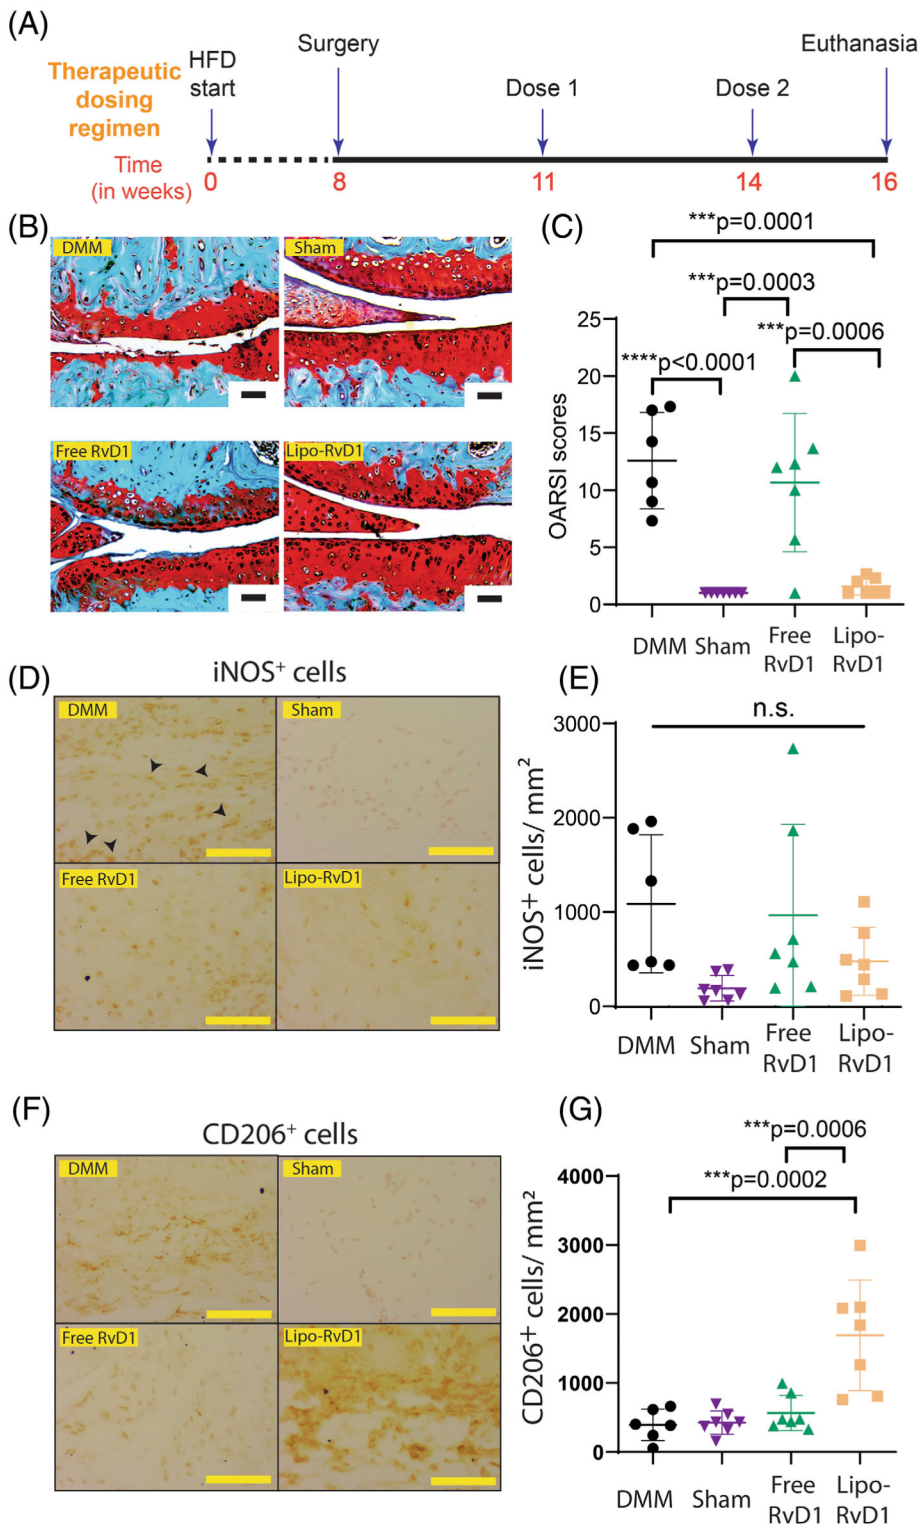 (A)
Therapeutic
dosing
regimen
HFD
start
Surgery
Dose 1
Dose 2
Euthanasia
Time
(in weeks)
0
8
11
14
16
(B)
DMM
Sham
Free RvD1
Lipo-RvD1
(C)
***p=0.0001
***p=0.0003
***p=0.0006
****p<0.0001
OARSI scores
25
20
15
10
5
0
DMM
Sham
Free
RvD1
Lipo-
RvD1
(D)
iNOS⁺ cells
DMM
Sham
Free RvD1
Lipo-RvD1
(E)
n.s.
iNOS⁺ cells/ mm²
3000
2000
1000
0
DMM
Sham
Free
RvD1
Lipo-
RvD1
(F)
CD206⁺ cells
DMM
Sham
Free RvD1
Lipo-RvD1
(G)
***p=0.0006
***p=0.0002
CD206⁺ cells/ mm²
4000
3000
2000
1000
0
DMM
Sham
Free
RvD1
Lipo-
RvD1